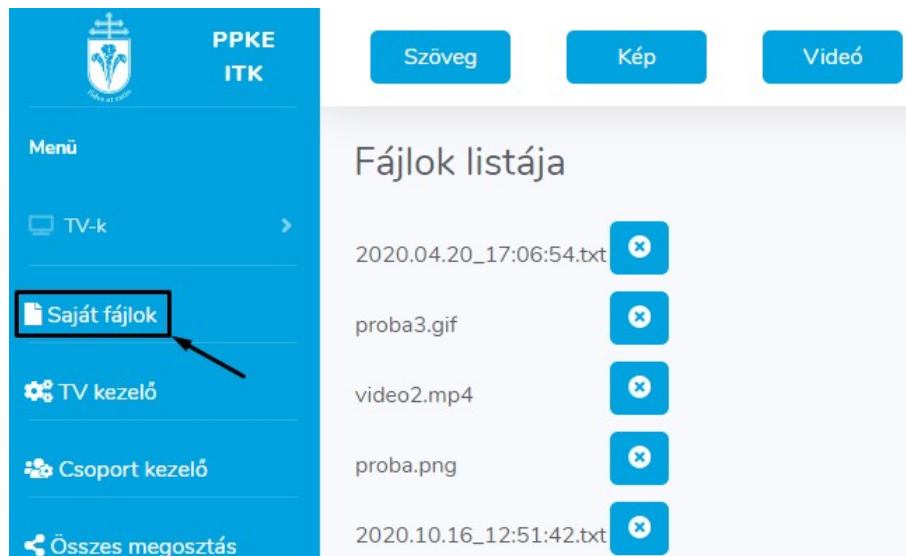 PPKE
ITK
Menü
TV-k
Saját fájlok
TV kezelő
Csoport kezelő
Összes megosztás
Szöveg
Kép
Videó
Fájlok listája
2020.04.20_17:06:54.txt
proba3.gif
video2.mp4
proba.png
2020.10.16_12:51:42.txt